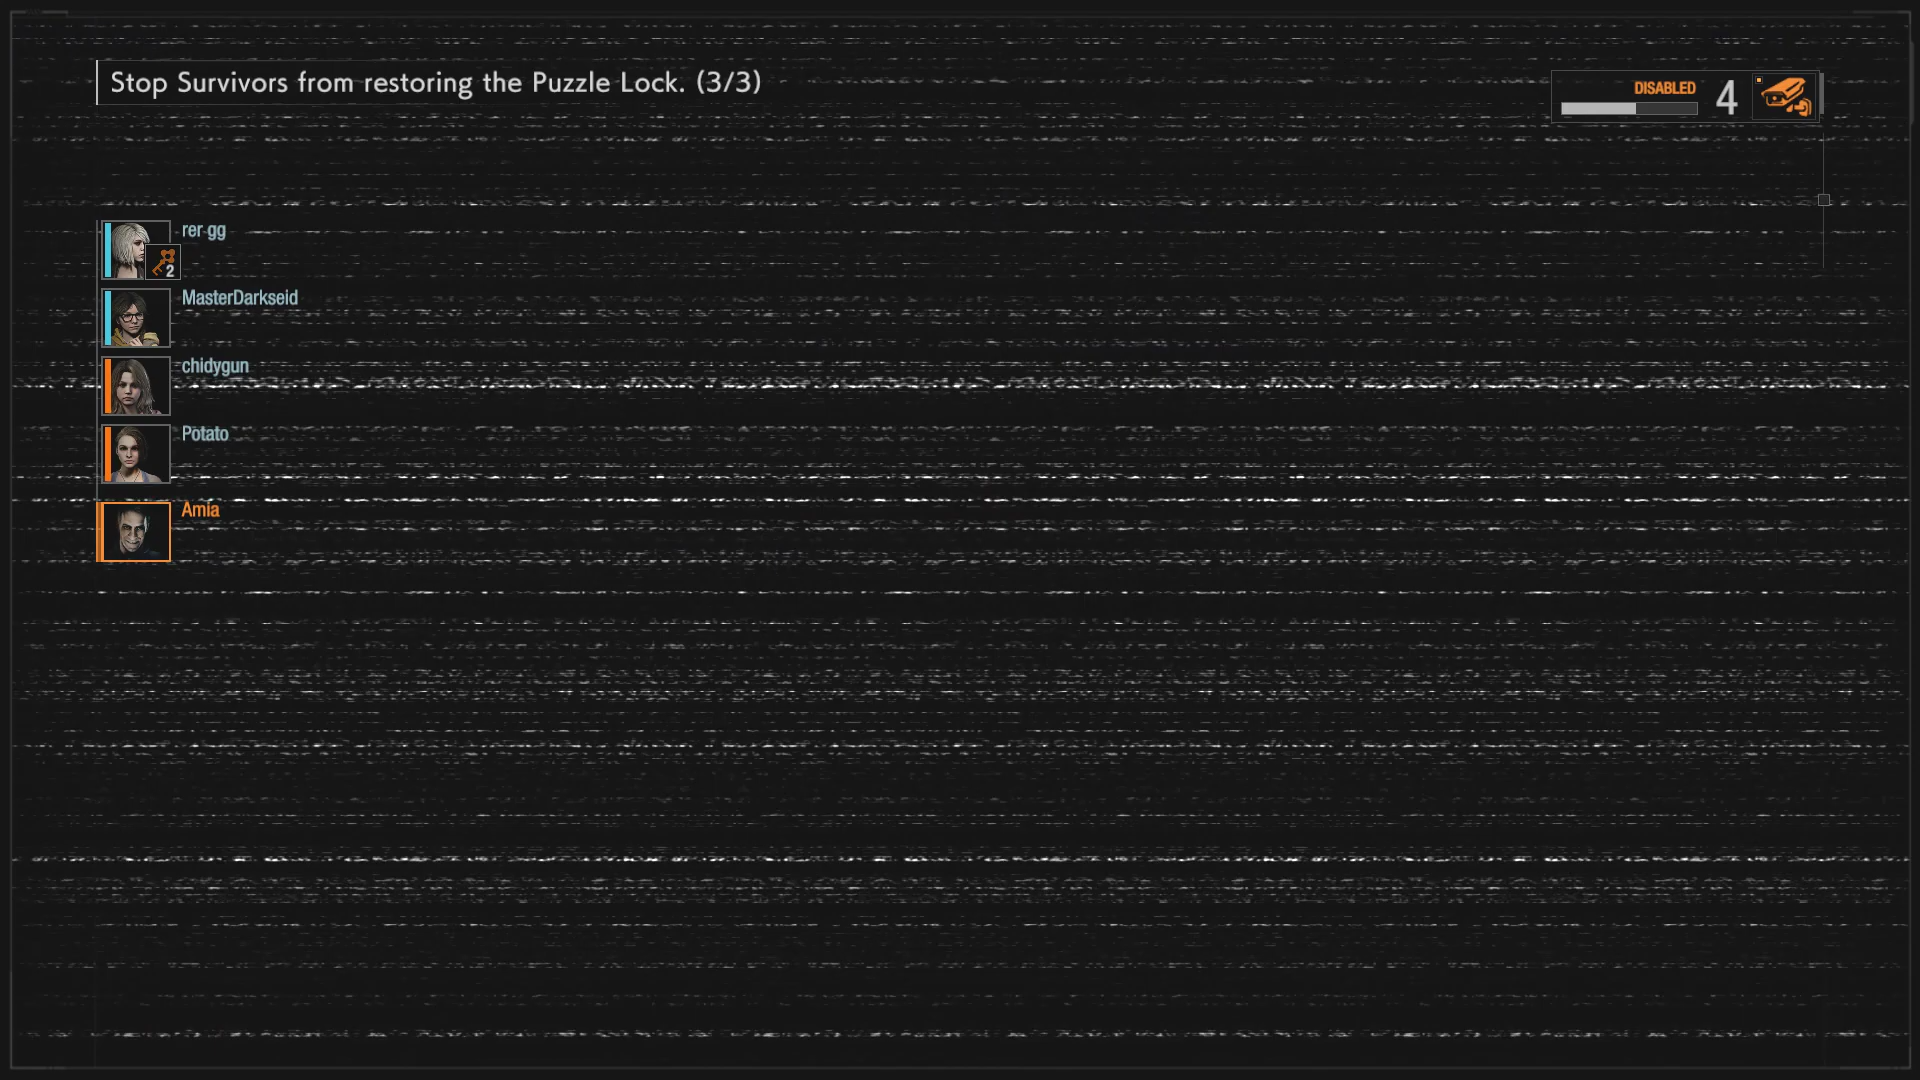 Stop Survivors from restoring the Puzzle Lock. (3/3)
DISABLED
4
rer gg
2
MasterDarkseid
chidygun
Potato
Amia